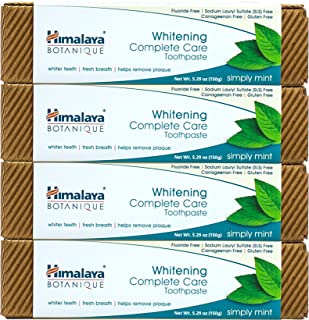 Fluoride Free | Sodium Lauryl Sulfate (SLS) Free
Carrageenan Free | Gluten Free
Himalaya
BOTANIQUE
Whitening
Complete Care
Toothpaste
whiter teeth | fresh breath | helps remove plaque
Net Wt. 5.29 oz (150g)
simply mint
Fluoride Free | Sodium Lauryl Sulfate (SLS) Free
Carrageenan Free | Gluten Free
Himalaya
BOTANIQUE
Whitening
Complete Care
Toothpaste
whiter teeth | fresh breath | helps remove plaque
Net Wt. 5.29 oz (150g)
simply mint
Fluoride Free | Sodium Lauryl Sulfate (SLS) Free
Carrageenan Free | Gluten Free
Himalaya
BOTANIQUE
Whitening
Complete Care
Toothpaste
whiter teeth | fresh breath | helps remove plaque
Net Wt. 5.29 oz (150g)
simply mint
Fluoride Free | Sodium Lauryl Sulfate (SLS) Free
Carrageenan Free | Gluten Free
Himalaya
BOTANIQUE
Whitening
Complete Care
Toothpaste
whiter teeth | fresh breath | helps remove plaque
Net Wt. 5.29 oz (150g)
simply mint